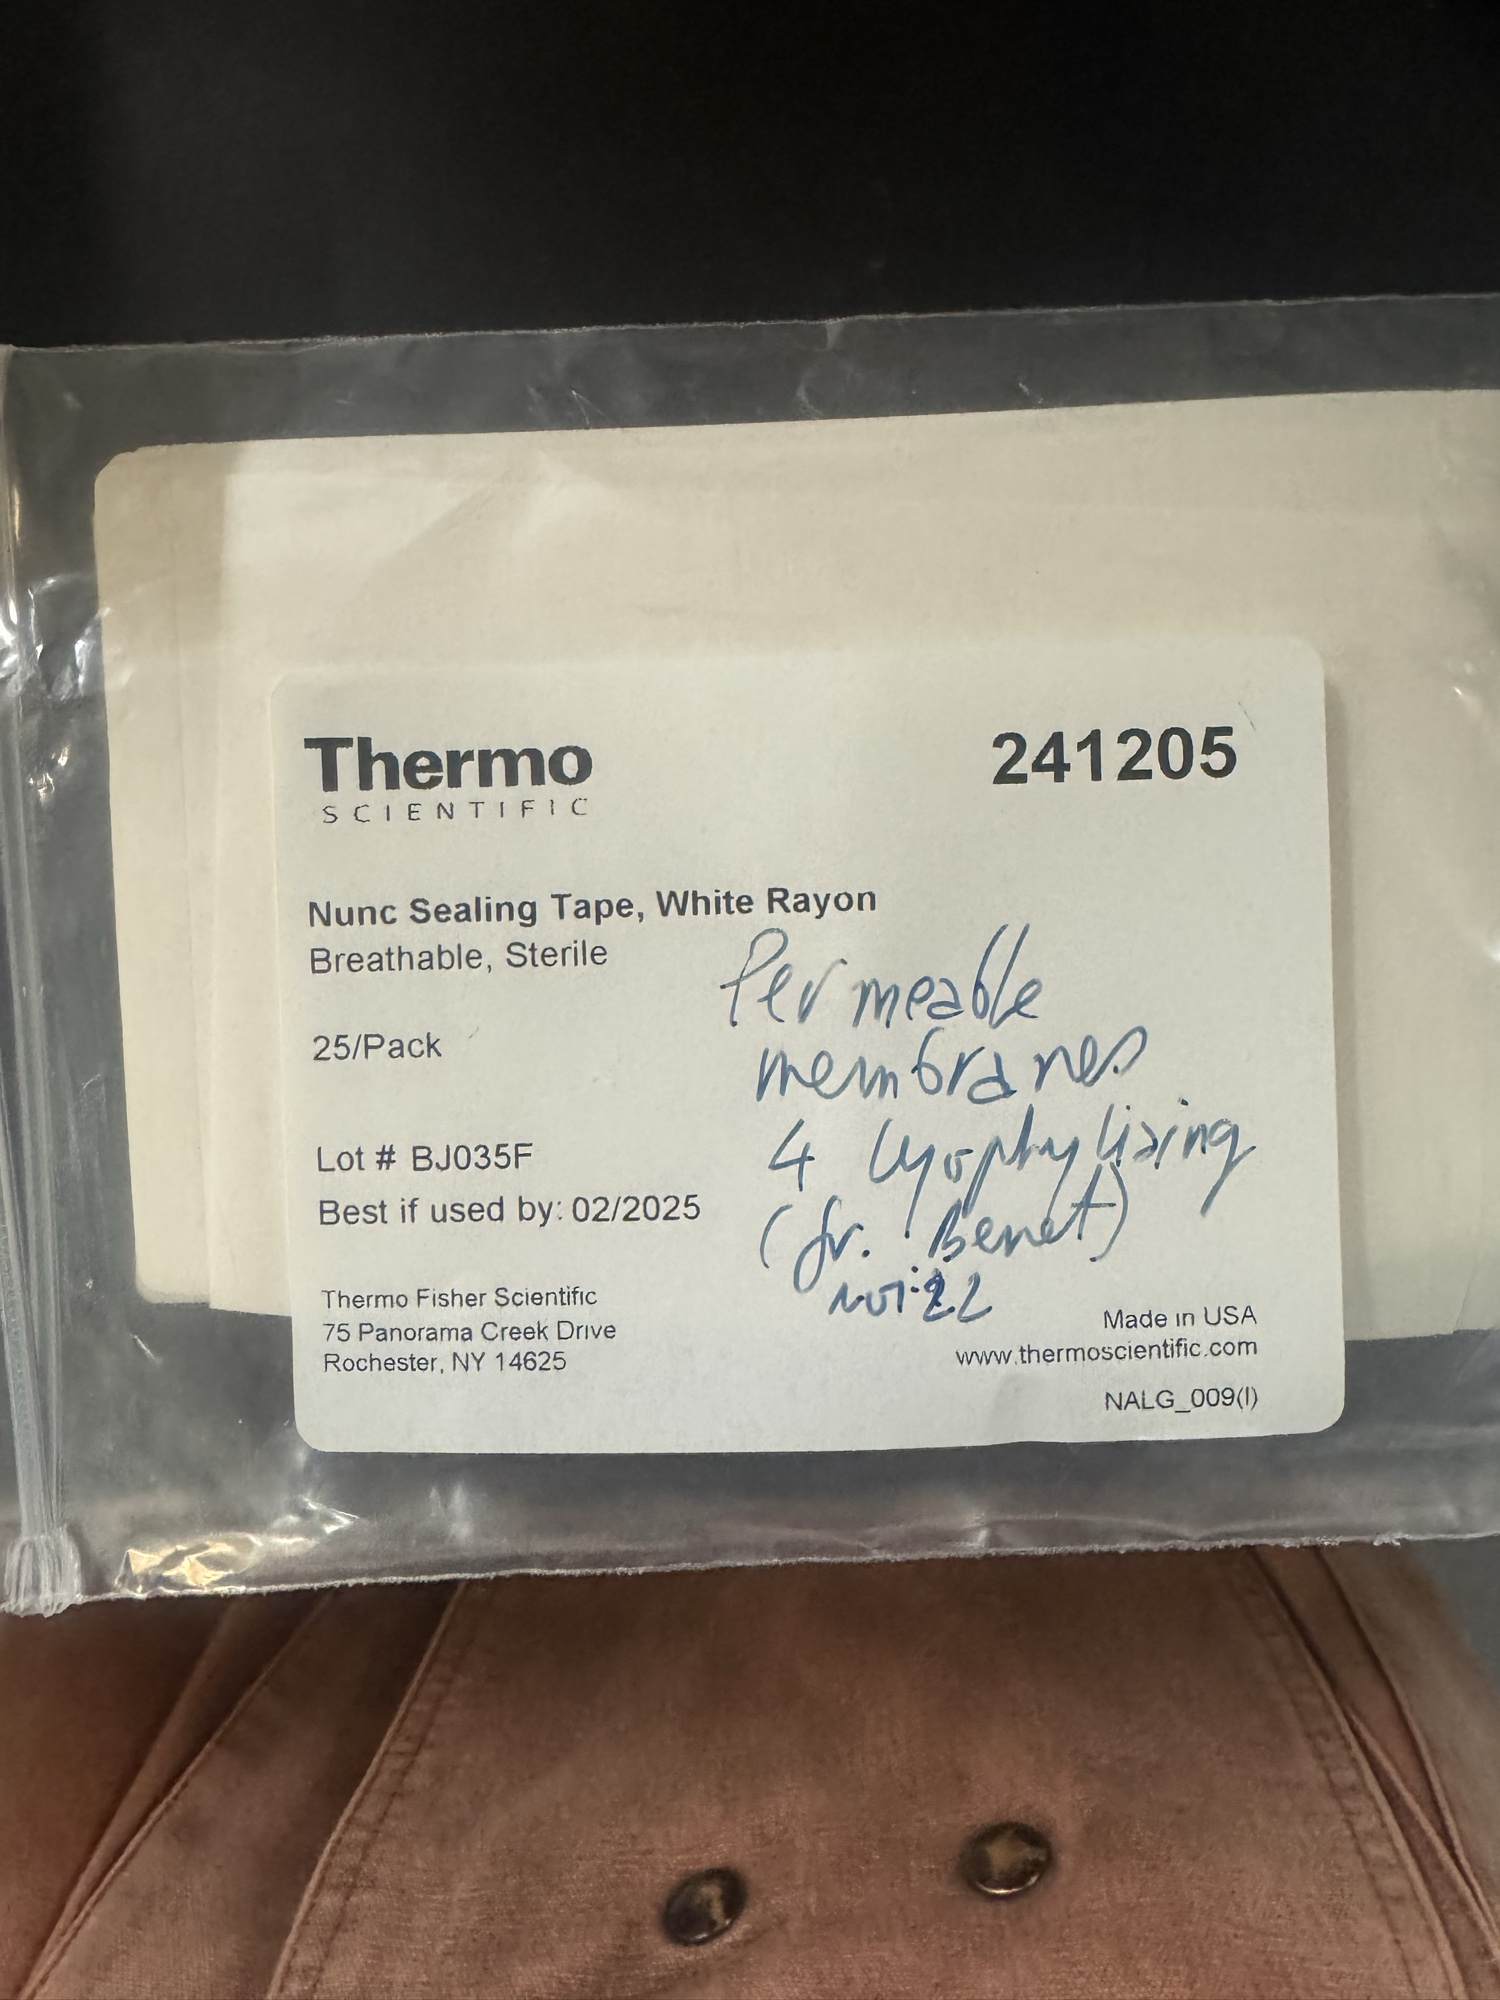 Thermo
SCIENTIFIC
241205
Nunc Sealing Tape, White Rayon
Breathable, Sterile
25/Pack
Lot # BJ035F
Best if used by: 02/2025
Permeable
membranes
4 lyophylising
(fr. Benet)
22
Thermo Fisher Scientific
75 Panorama Creek Drive
Rochester, NY 14625
Made in USA
www.thermoscientific.com
NALG_009(I)